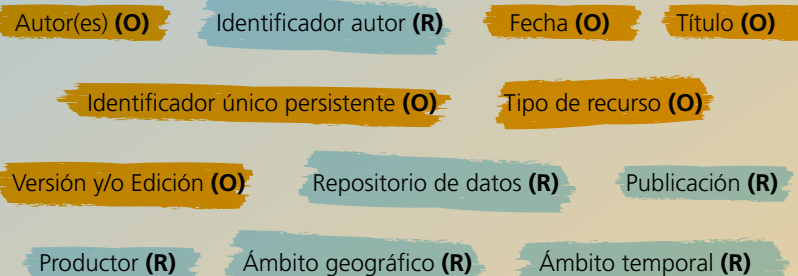 Autor(es) (O) Identificador autor (R) Fecha (O) Título (O)
Identificador único persistente (O) Tipo de recurso (O)
Versión y/o Edición (O) Repositorio de datos (R) Publicación (R)
Productor (R) Ámbito geográfico (R) Ámbito temporal (R)